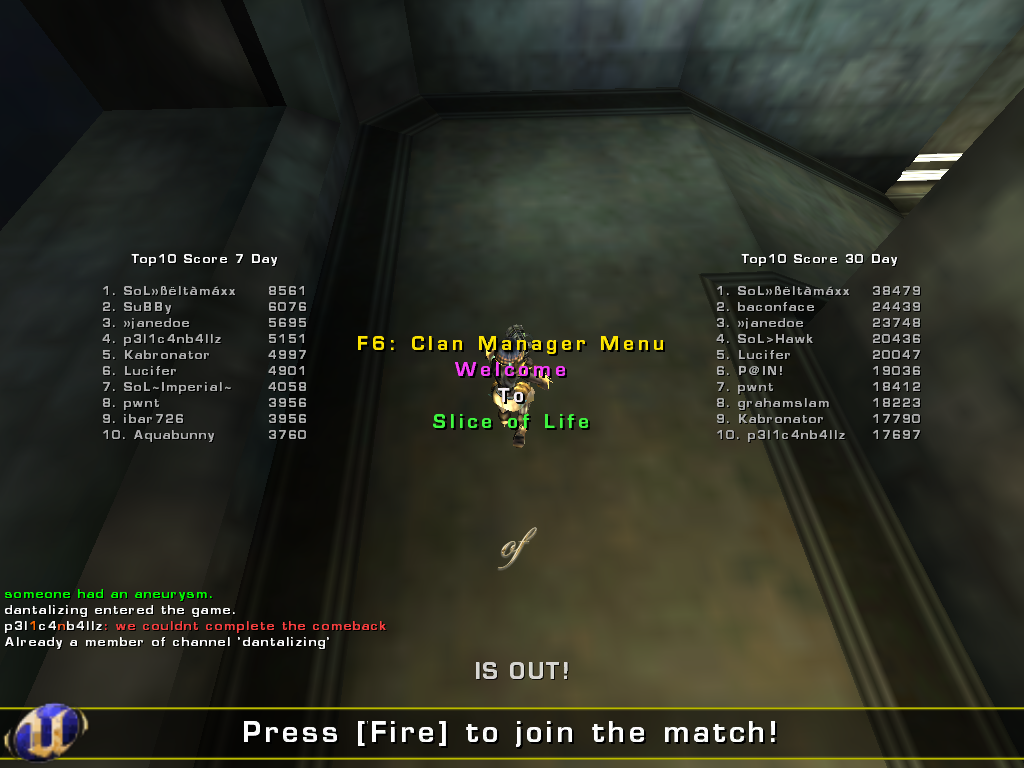 Top10 Score 7 Day
1. SoL»ßêltàmáxx 8561
2. SuBBy 6076
3. »janedoe 5695
4. p3l1c4nb4llz 5151
5. Kabronator 4997
6. Lucifer 4901
7. SoL~Imperial~ 4058
8. pwnt 3956
9. ibar726 3956
10. Aquabunny 3760
Top10 Score 30 Day
1. SoL»ßêltàmáxx 38479
2. baconface 24439
3. »janedoe 23748
4. SoL>Hawk 20436
5. Lucifer 20047
6. P@IN! 19036
7. pwnt 18412
8. grahamslam 18223
9. Kabronator 17790
10. p3l1c4nb4llz 17697
F6: Clan Manager Menu
Welcome
To
Slice of Life
of
someone had an aneurysm.
dantalizing entered the game.
p3l1c4nb4llz: we couldnt complete the comeback
Already a member of channel 'dantalizing'
IS OUT!
Press [Fire] to join the match!